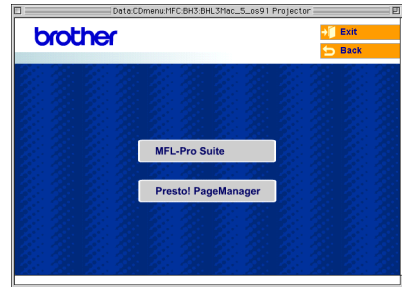 Data:CDmenu:MFC:BH3:BHL3Mac_5_os91 Projector
brother
Exit
Back
MFL-Pro Suite
Presto! PageManager